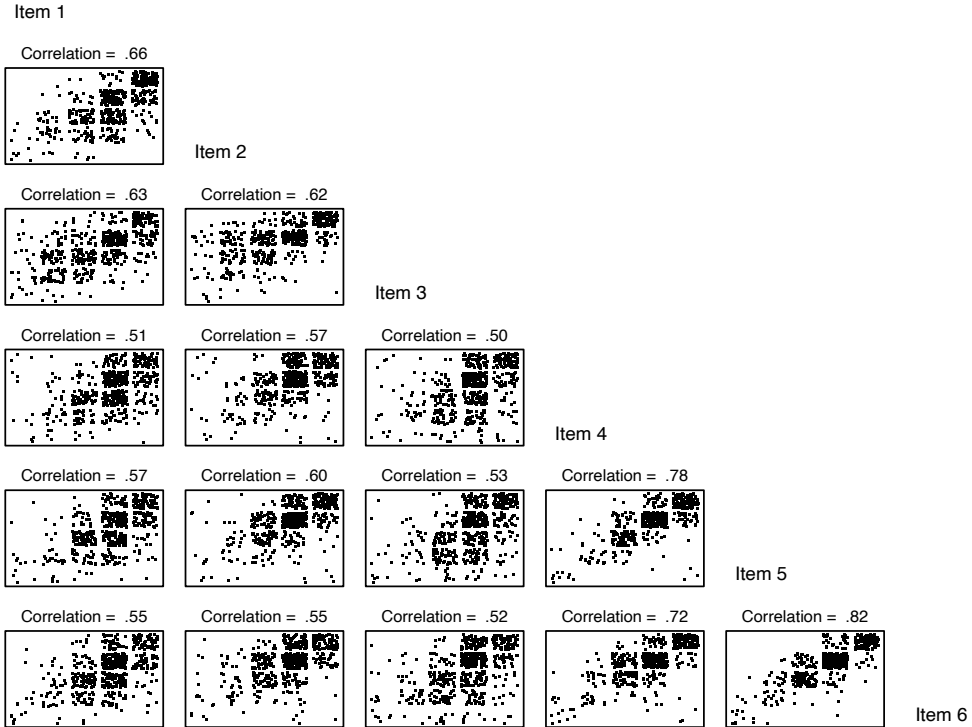 Item 1
Correlation = .66
Item 2
Correlation = .63 Correlation = .62
Item 3
Correlation = .51 Correlation = .57 Correlation = .50
Item 4
Correlation = .57 Correlation = .60 Correlation = .53 Correlation = .78
Item 5
Correlation = .55 Correlation = .55 Correlation = .52 Correlation = .72 Correlation = .82
Item 6